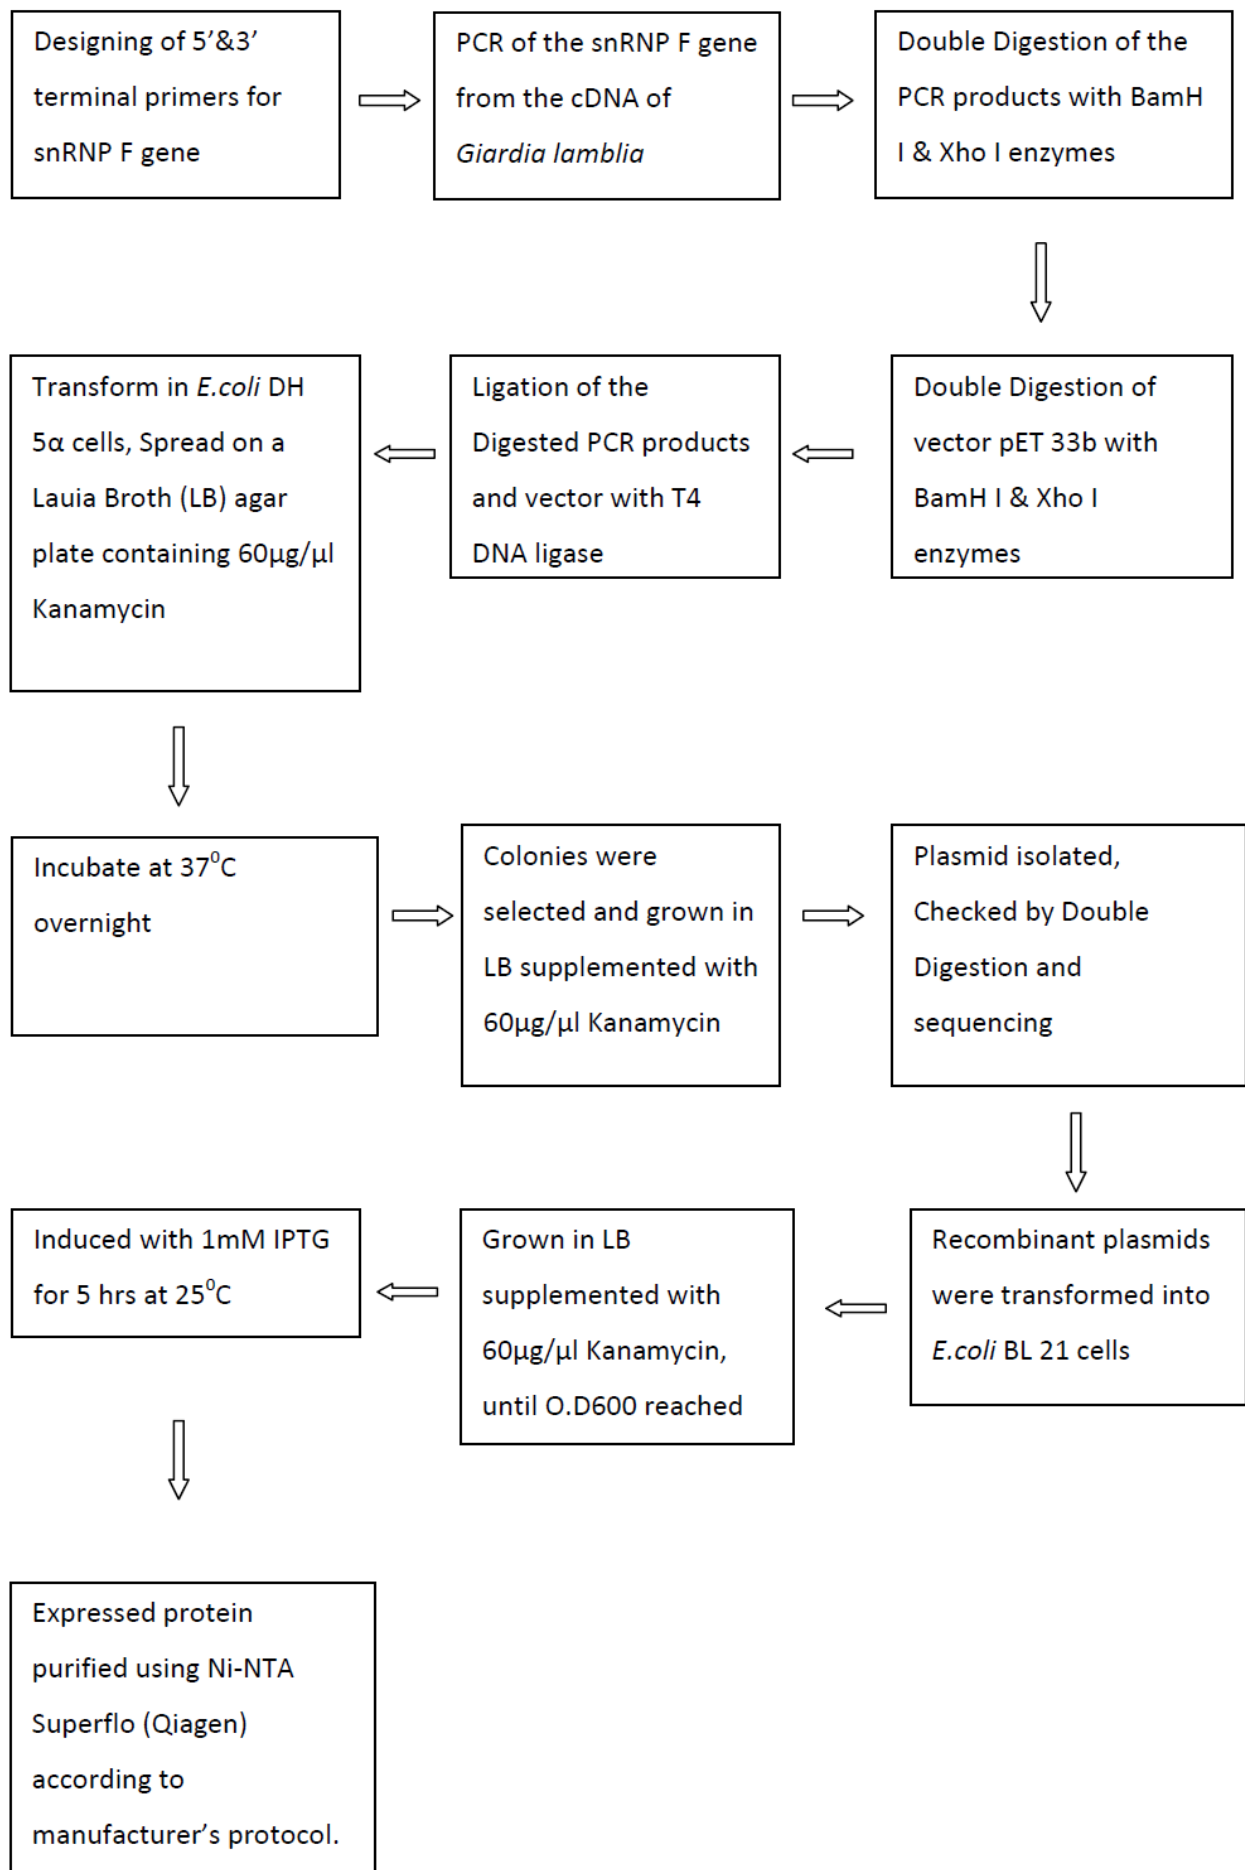 Designing of 5’&3’
terminal primers for
snRNP F gene
PCR of the snRNP F gene
from the cDNA of
Giardia lamblia
Double Digestion of the
PCR products with BamH
I & Xho I enzymes
Double Digestion of
vector pET 33b with
BamH I & Xho I
enzymes
Ligation of the
Digested PCR products
and vector with T4
DNA ligase
Transform in E.coli DH
5α cells, Spread on a
Lauia Broth (LB) agar
plate containing 60µg/µl
Kanamycin
Incubate at 37⁰C
overnight
Colonies were
selected and grown in
LB supplemented with
60µg/µl Kanamycin
Plasmid isolated,
Checked by Double
Digestion and
sequencing
Recombinant plasmids
were transformed into
E.coli BL 21 cells
Grown in LB
supplemented with
60µg/µl Kanamycin,
until O.D600 reached
Induced with 1mM IPTG
for 5 hrs at 25⁰C
Expressed protein
purified using Ni-NTA
Superflo (Qiagen)
according to
manufacturer’s protocol.